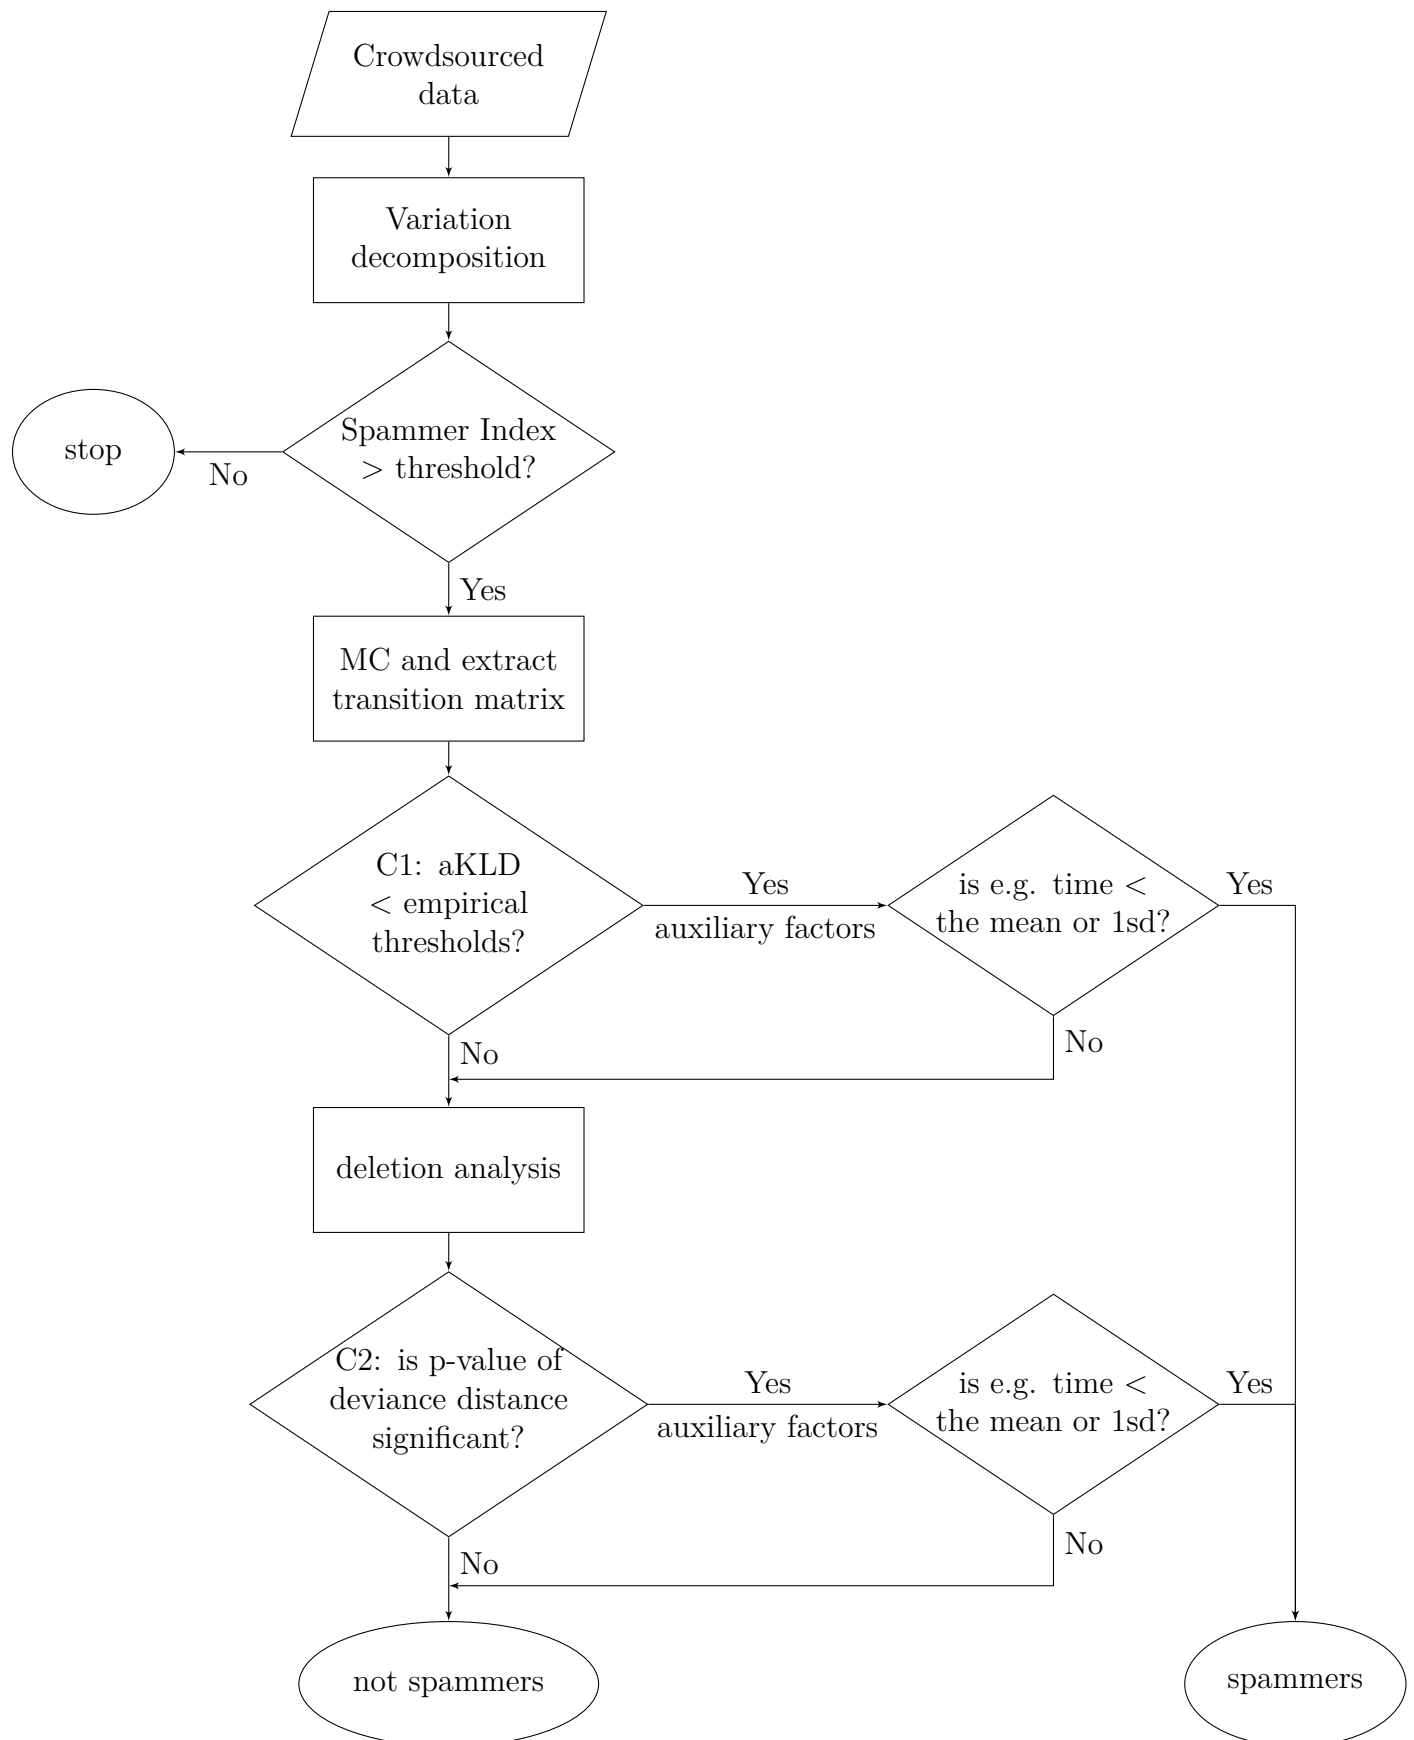 Crowdsourced
data
Variation
decomposition
Spammer Index
> threshold?
stop
No
Yes
MC and extract
transition matrix
C1: aKLD
< empirical
thresholds?
Yes
auxiliary factors
is e.g. time <
the mean or 1sd?
Yes
No
No
deletion analysis
C2: is p-value of
deviance distance
significant?
Yes
auxiliary factors
is e.g. time <
the mean or 1sd?
Yes
No
No
not spammers
spammers